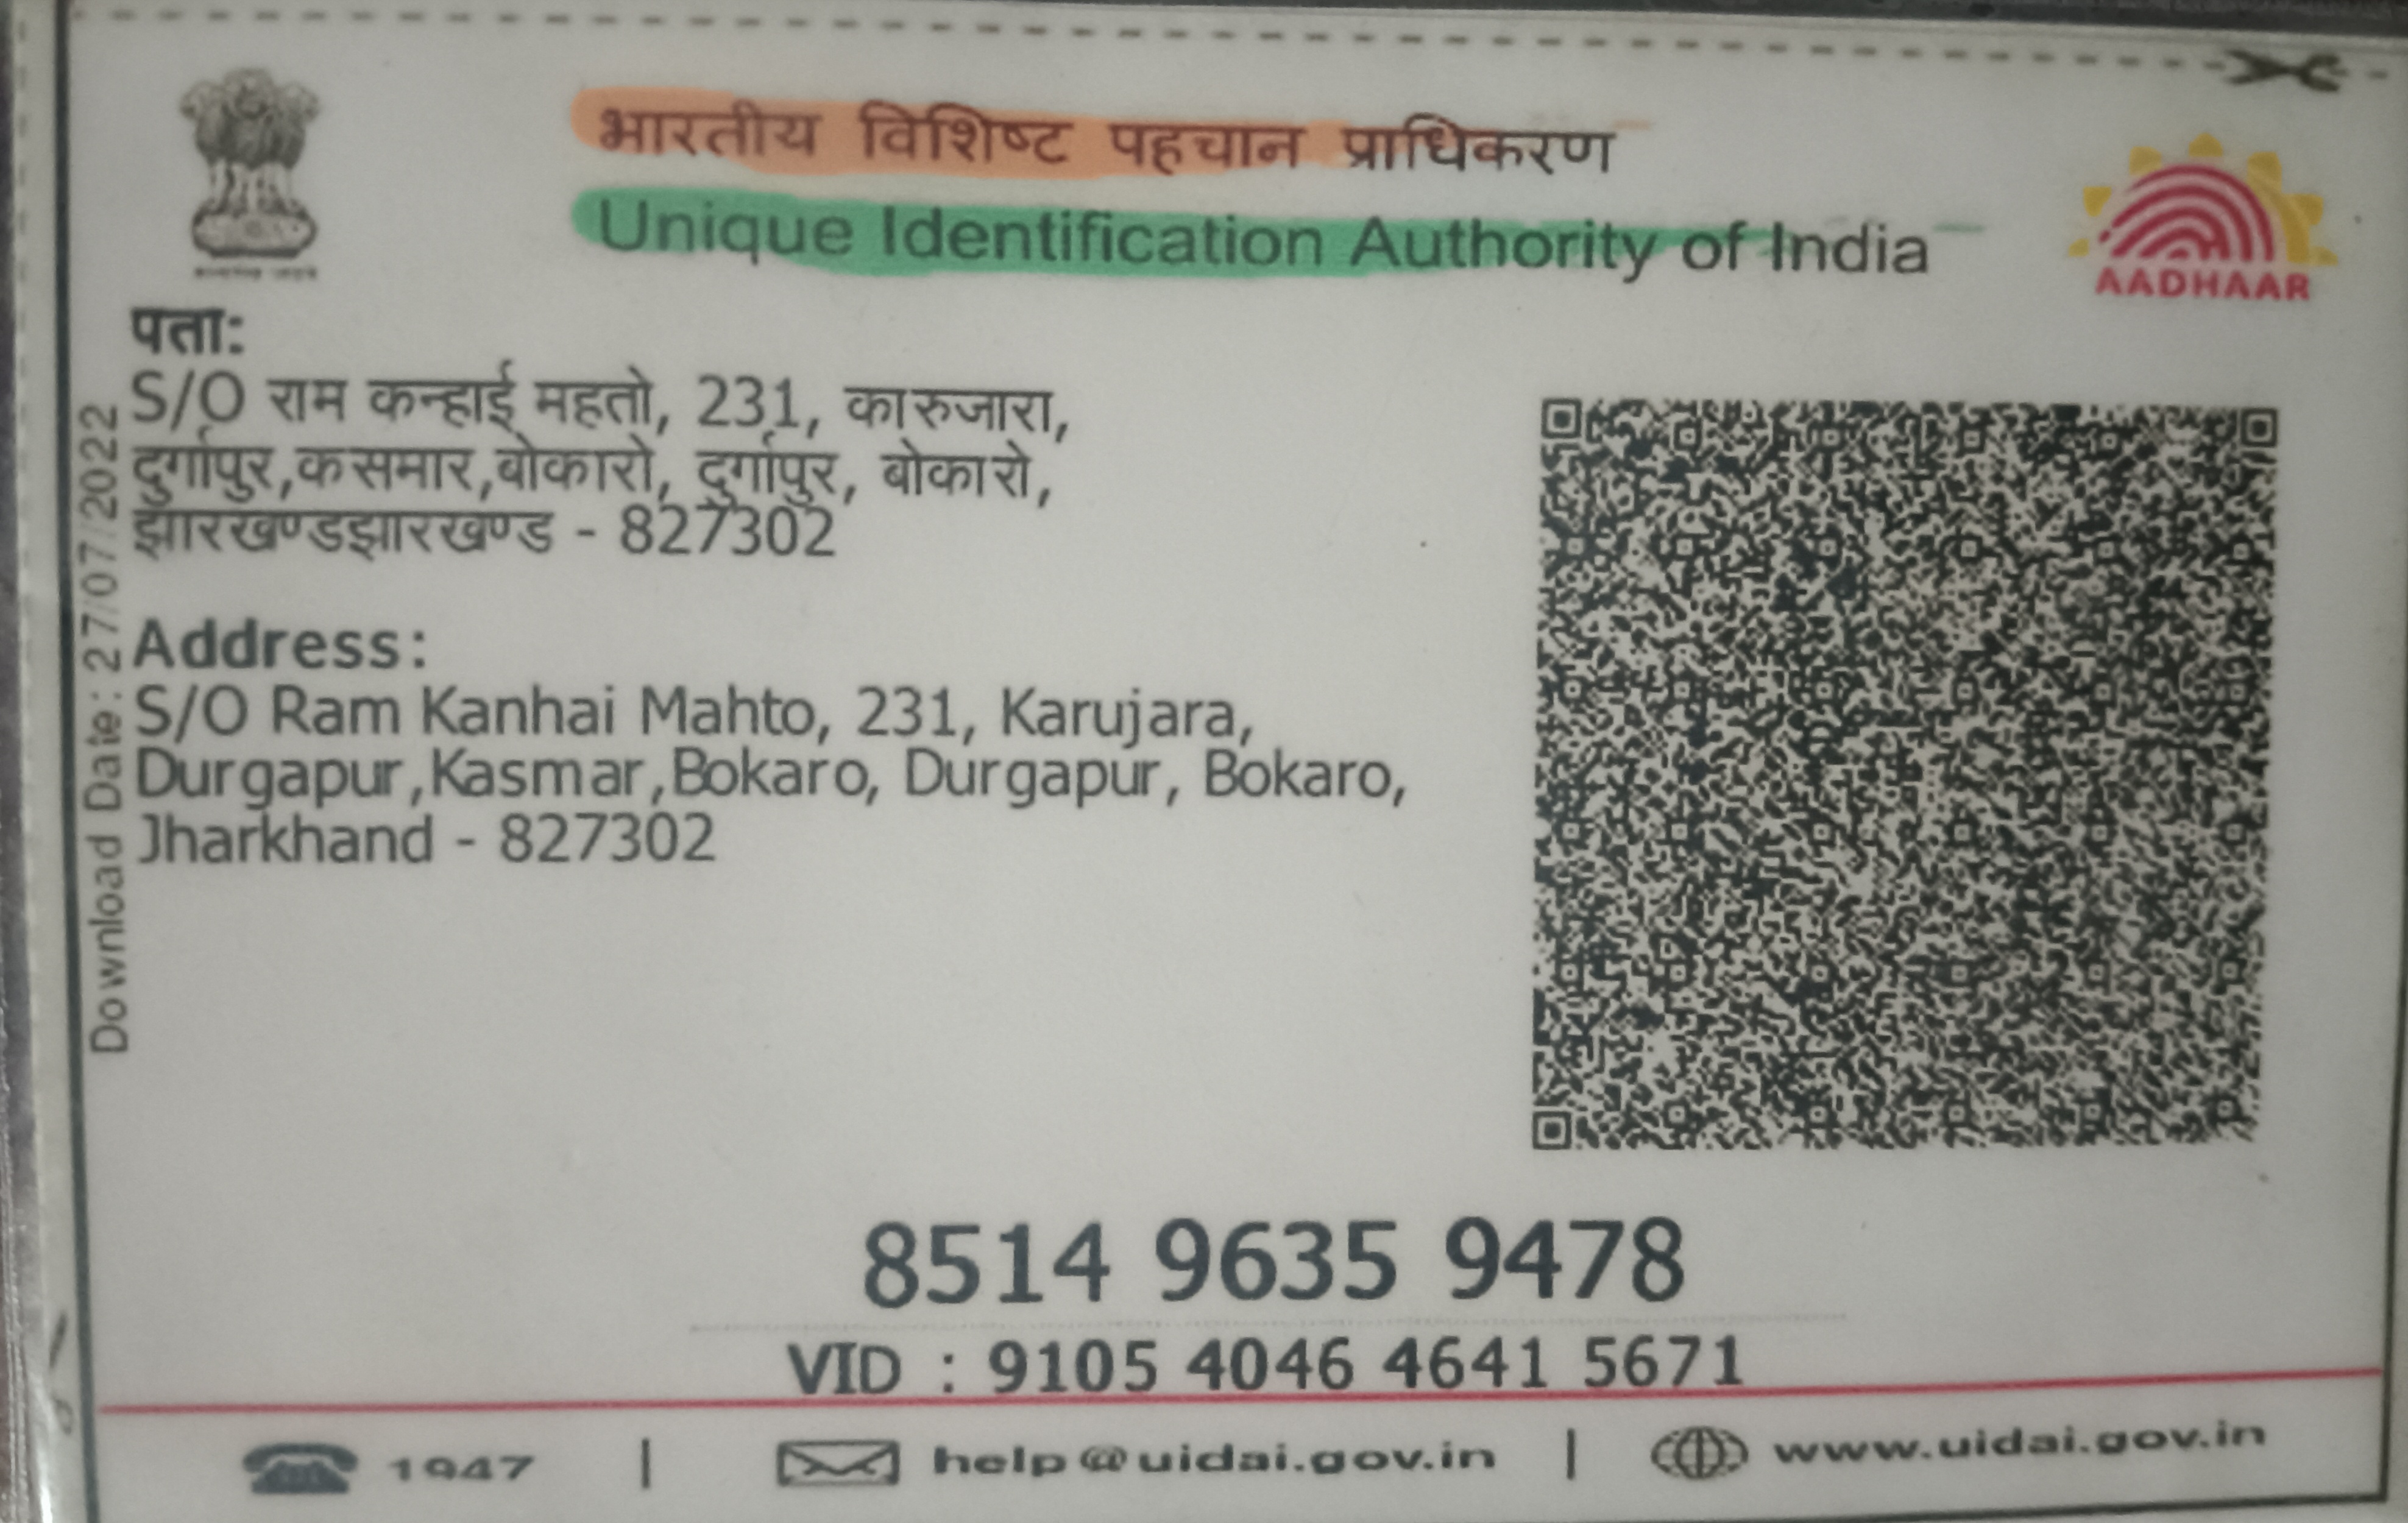 भारतीय विशिष्ट पहचान प्राधिकरण
Unique Identification Authority of India
AADHAAR
पता:
S/O राम कन्हाई महतो, 231, कारुजारा,
दुर्गापुर,कसमार,बोकारो, दुर्गापुर, बोकारो,
झारखण्डझारखण्ड - 827302
Address:
S/O Ram Kanhai Mahto, 231, Karujara,
Durgapur,Kasmar,Bokaro, Durgapur, Bokaro,
Jharkhand - 827302
Download Date: 27/07/2022
8514 9635 9478
VID : 9105 4046 4641 5671
1947 | help@uidai.gov.in | www.uidai.gov.in